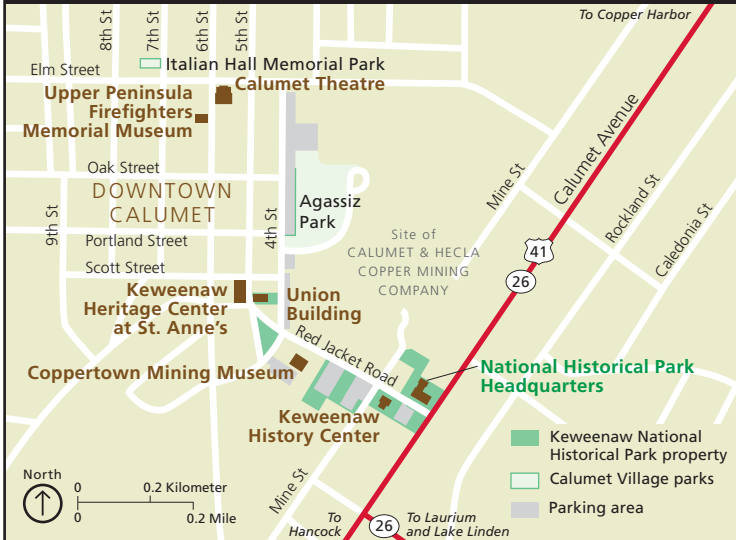 To Copper Harbor
8th St
7th St
6th St
5th St
Italian Hall Memorial Park
Elm Street
Calumet Theatre
Upper Peninsula
Firefighters
Memorial Museum
Calumet Avenue
Mine St
Rockland St
Caledonia St
Oak Street
DOWNTOWN
CALUMET
9th St
4th St
Agassiz
Park
Portland Street
Scott Street
Site of
CALUMET & HECLA
COPPER MINING
COMPANY
41
26
Keweenaw
Heritage Center
at St. Anne's
Union
Building
Red Jacket Road
Coppertown Mining Museum
National Historical Park
Headquarters
Keweenaw
History Center
Mine St
Keweenaw National
Historical Park property
Calumet Village parks
Parking area
North
0
0.2 Kilometer
0
0.2 Mile
To
Hancock
26
To Laurium
and Lake Linden